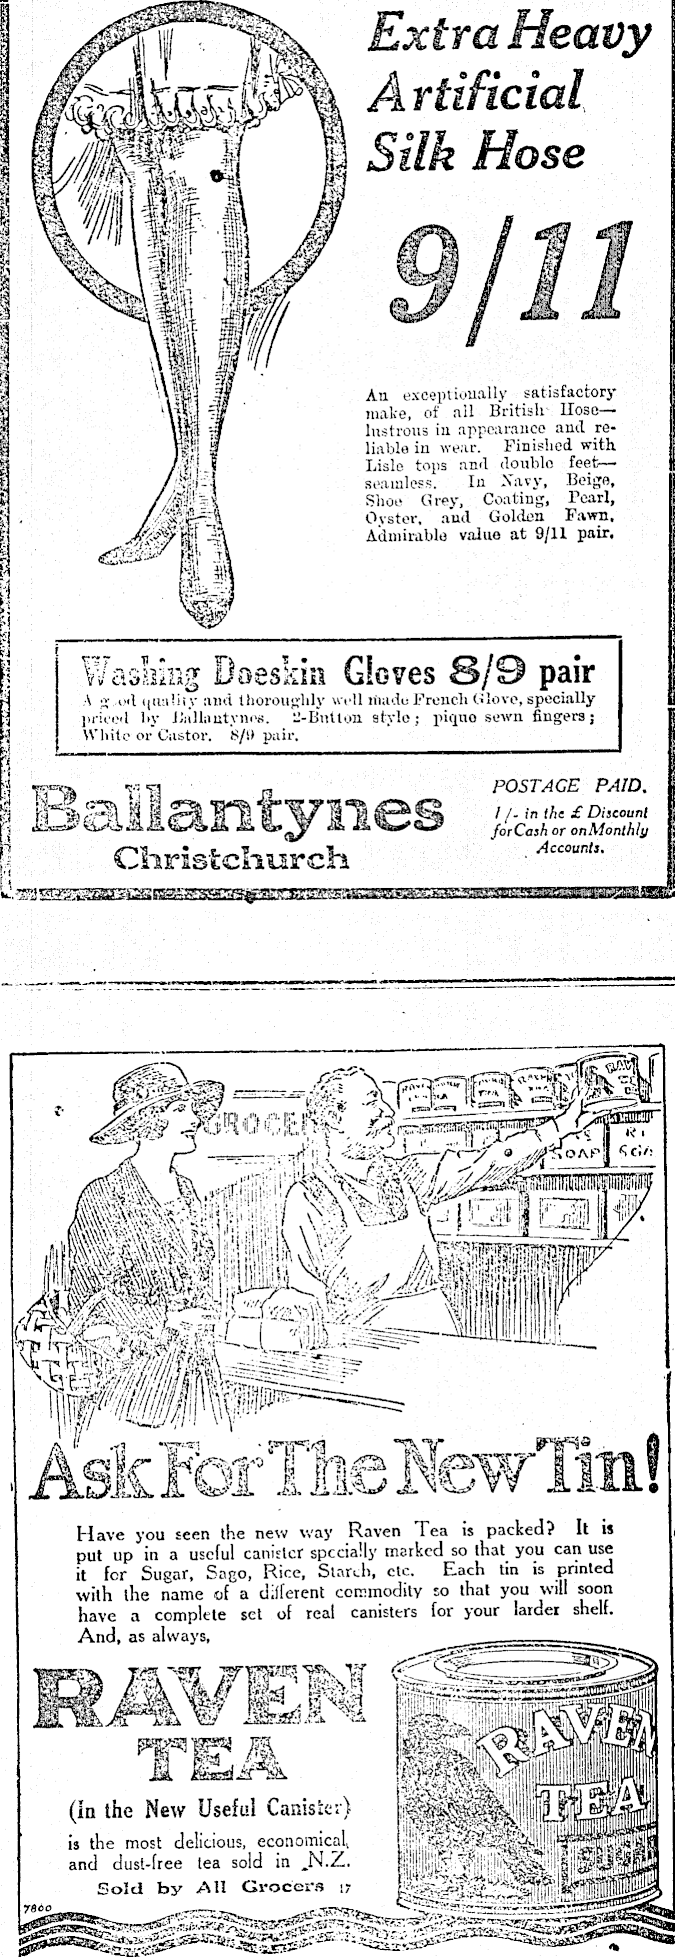 Extra Heavy
Artificial
Silk Hose
9/11
An exceptionally satisfactory
make, of all British Hose—
lustrous in appearance and re-
liable in wear. Finished with
Lisle tops and double feet—
seamless. In Navy, Beige,
Shoe Grey, Coating, Pearl,
Oyster, and Golden Fawn.
Admirable value at 9/11 pair.
Washing Doeskin Gloves 8/9 pair
A good quality and thoroughly well made French Glove, specially
priced by Ballantynes. 2-Button style; pique sewn fingers;
White or Castor. 8/9 pair.
Ballantynes
Christchurch
POSTAGE PAID.
1/- in the £ Discount
for Cash or on Monthly
Accounts.
GROCER
RAV
SOAP
Ask For The New Tin!
Have you seen the new way Raven Tea is packed? It is
put up in a useful canister specially marked so that you can use
it for Sugar, Sago, Rice, Starch, etc. Each tin is printed
with the name of a different commodity so that you will soon
have a complete set of real canisters for your larder shelf.
And, as always,
RAVEN
TEA
(in the New Useful Canister)
is the most delicious, economical,
and dust-free tea sold in N.Z.
Sold by All Grocers 17
RAVEN
TEA
SUGAR
7860